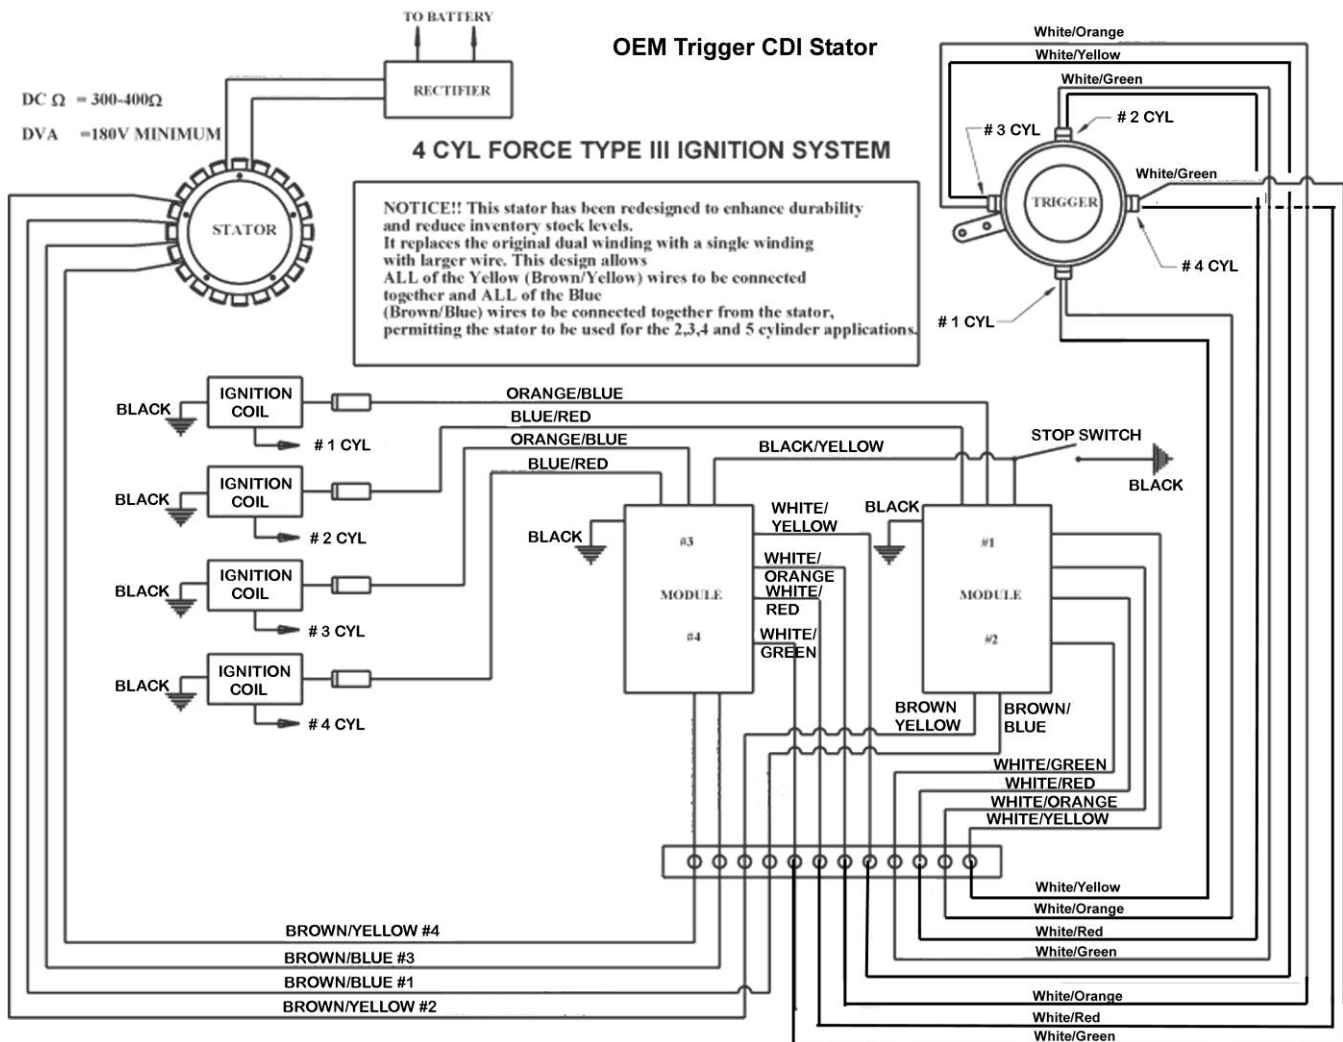 TO BATTERY
OEM Trigger CDI Stator
RECTIFIER
DC Ω = 300-400Ω
DVA =180V MINIMUM
4 CYL FORCE TYPE III IGNITION SYSTEM
STATOR
NOTICE!! This stator has been redesigned to enhance durability
and reduce inventory stock levels.
It replaces the original dual winding with a single winding
with larger wire. This design allows
ALL of the Yellow (Brown/Yellow) wires to be connected
together and ALL of the Blue
(Brown/Blue) wires to be connected together from the stator,
permitting the stator to be used for the 2,3,4 and 5 cylinder applications.
White/Orange
White/Yellow
White/Green
# 2 CYL
# 3 CYL
White/Green
TRIGGER
# 4 CYL
# 1 CYL
IGNITION
COIL
BLACK
# 1 CYL
IGNITION
COIL
BLACK
# 2 CYL
IGNITION
COIL
BLACK
# 3 CYL
IGNITION
COIL
BLACK
# 4 CYL
ORANGE/BLUE
BLUE/RED
ORANGE/BLUE
BLUE/RED
BLACK/YELLOW
STOP SWITCH
BLACK
BLACK
#3
MODULE
#4
WHITE/
YELLOW
WHITE/
ORANGE
WHITE/
RED
WHITE/
GREEN
BLACK
#1
MODULE
#2
BROWN
YELLOW
BROWN/
BLUE
WHITE/GREEN
WHITE/RED
WHITE/ORANGE
WHITE/YELLOW
White/Yellow
White/Orange
White/Red
White/Green
White/Orange
White/Red
White/Green
BROWN/YELLOW #4
BROWN/BLUE #3
BROWN/BLUE #1
BROWN/YELLOW #2